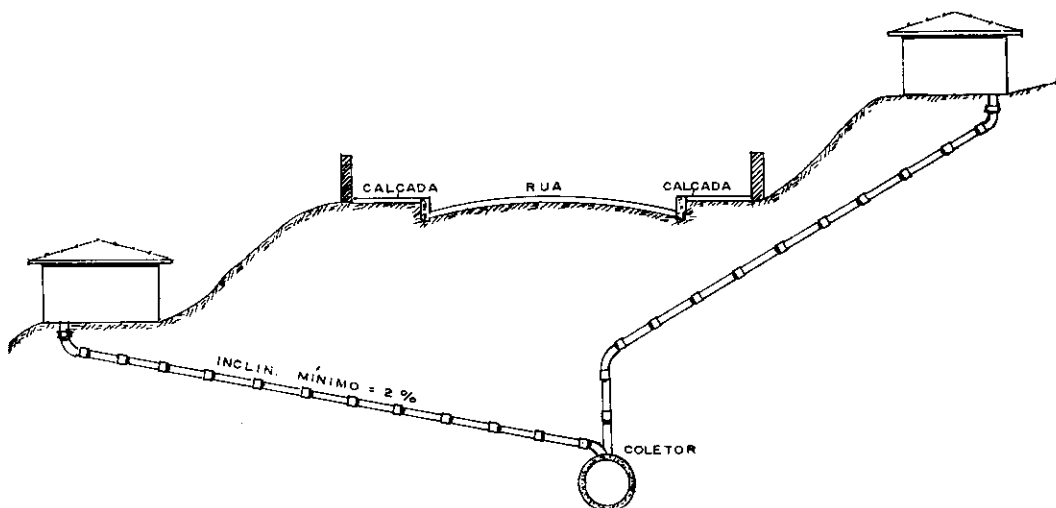 CALÇADA
RUA
CALÇADA
INCLIN. MÍNIMO = 2%
COLETOR